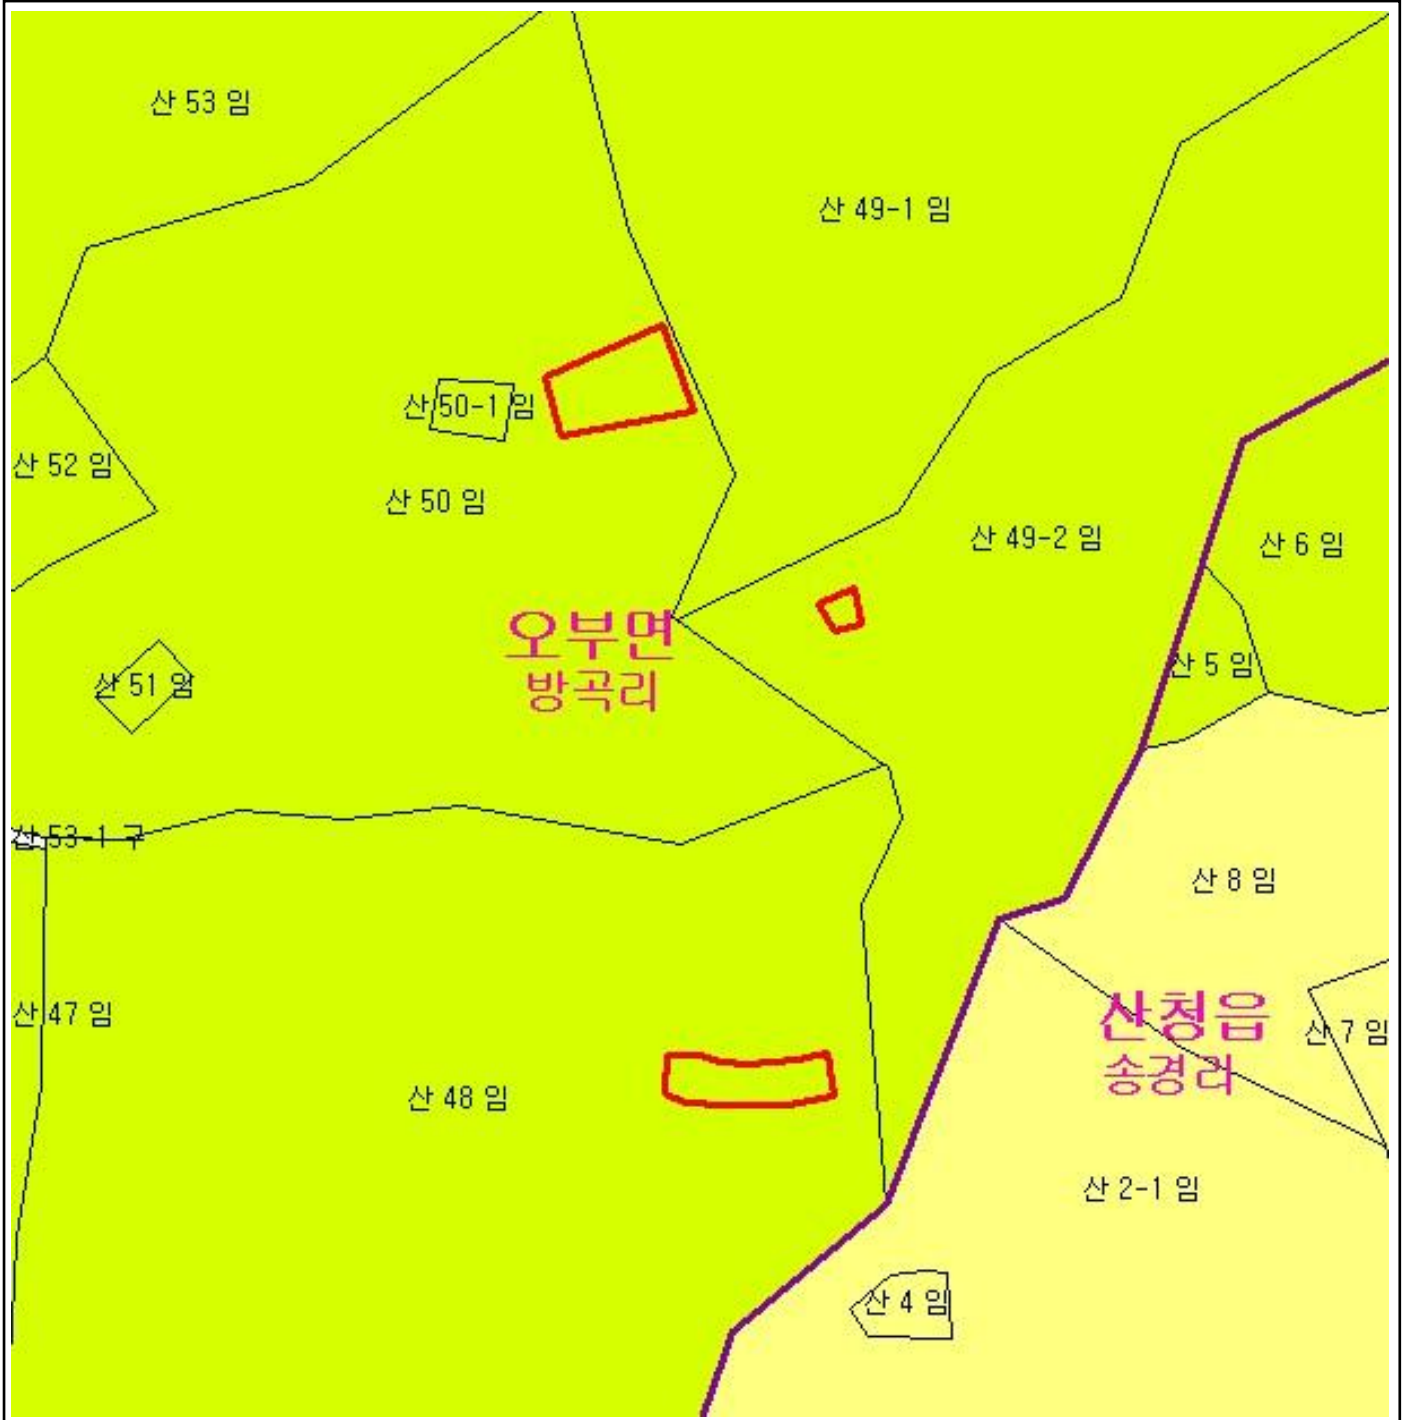 산 53 임
산 49-1 임
산 50-1 임
산 52 임
산 50 임
산 49-2 임
산 6 임
오부면
방곡리
산 5 임
산 51 임
산 53-1 구
산 8 임
산 47 임
산청읍
송경리
산 7 임
산 48 임
산 2-1 임
산 4 임